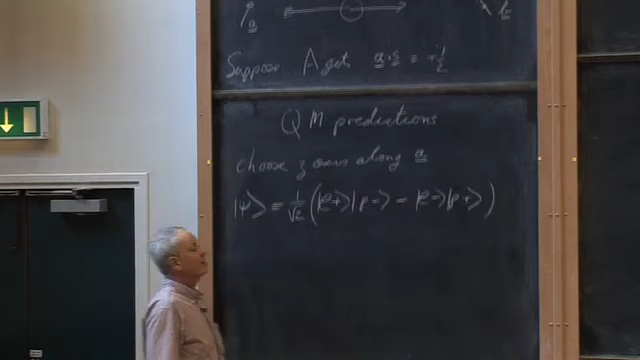 Suppose A gets a·s = +½
QM predictions
choose z axis along a
|ψ> = 1/√2 (|e+>|p-> - |e->|p+>)